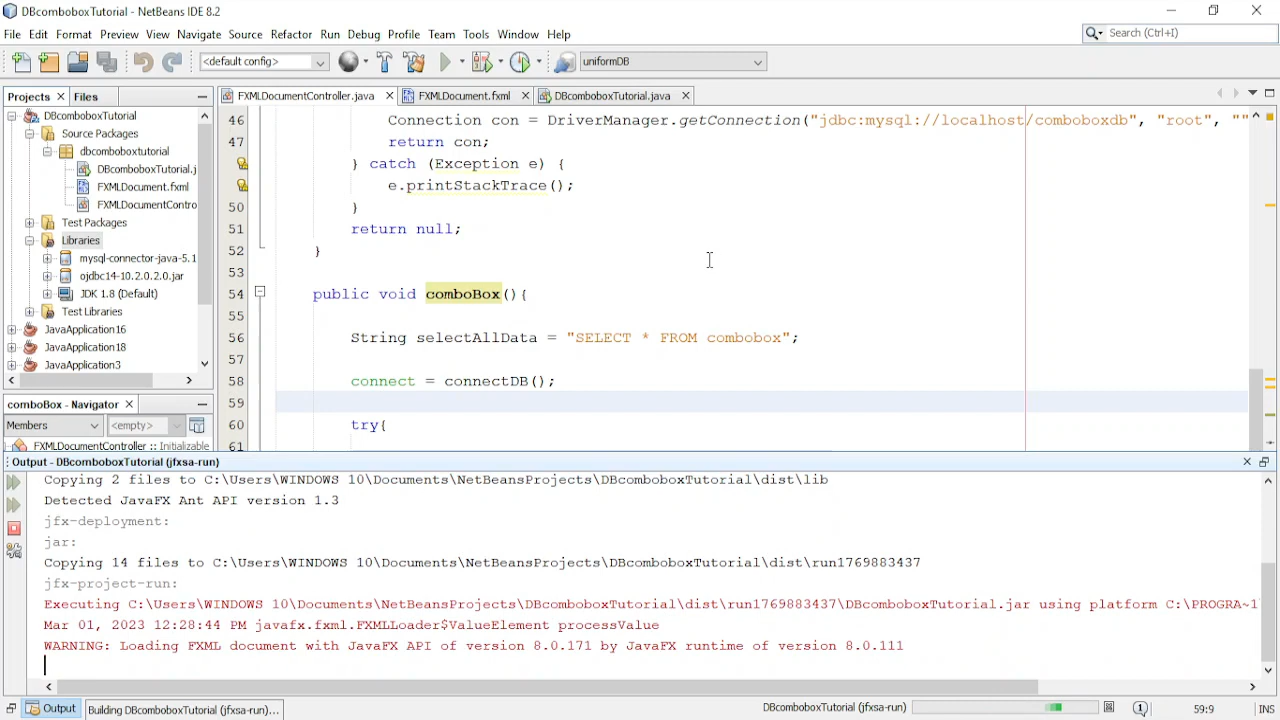 DBcomboboxTutorial - NetBeans IDE 8.2
File Edit View Navigate Source Refactor Run Debug Profile Team Tools Window Help
Search (Ctrl+I)
<default config>
uniformDB
Projects Files
FXMLDocumentController.java FXMLDocument.fxml DBcomboboxTutorial.java
DBcomboboxTutorial
Source Packages
dbcomboboxtutorial
DBcomboboxTutorial.j
FXMLDocument.fxml
FXMLDocumentContro
Test Packages
Libraries
mysql-connector-java-5.1
ojdbc14-10.2.0.2.0.jar
JDK 1.8 (Default)
Test Libraries
JavaApplication16
JavaApplication18
JavaApplication3
comboBox - Navigator
Members <empty>
FXMLDocumentController :: Initializable
46 Connection con = DriverManager.getConnection("jdbc:mysql://localhost/comboboxdb", "root", ""
47 return con;
} catch (Exception e) {
e.printStackTrace();
50 }
51 return null;
52 }
53
54 public void comboBox(){
55
56 String selectAllData = "SELECT * FROM combobox";
57
58 connect = connectDB();
59
60 try{
61
Output - DBcomboboxTutorial (jfxsa-run)
Copying 2 files to C:\Users\WINDOWS 10\Documents\NetBeansProjects\DBcomboboxTutorial\dist\lib
Detected JavaFX Ant API version 1.3
jfx-deployment:
jar:
Copying 14 files to C:\Users\WINDOWS 10\Documents\NetBeansProjects\DBcomboboxTutorial\dist\run1769883437
jfx-project-run:
Executing C:\Users\WINDOWS 10\Documents\NetBeansProjects\DBcomboboxTutorial\dist\run1769883437\DBcomboboxTutorial.jar using platform C:\PROGRA~1
Mar 01, 2023 12:28:44 PM javafx.fxml.FXMLLoader$ValueElement processValue
WARNING: Loading FXML document with JavaFX API of version 8.0.171 by JavaFX runtime of version 8.0.111
Output
Building DBcomboboxTutorial (jfxsa-run)...
DBcomboboxTutorial (jfxsa-run)
1
59:9
INS